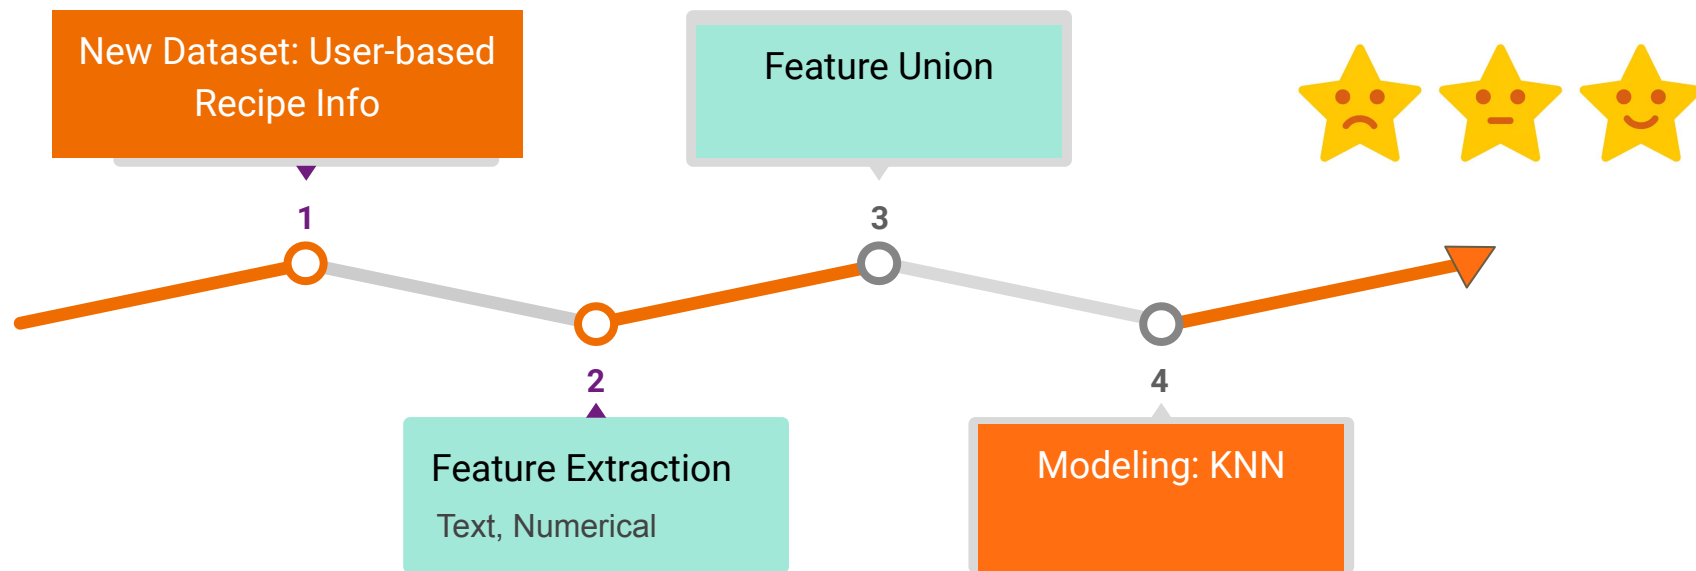 New Dataset: User-based
Recipe Info
1
Feature Extraction
Text, Numerical
2
Feature Union
3
Modeling: KNN
4